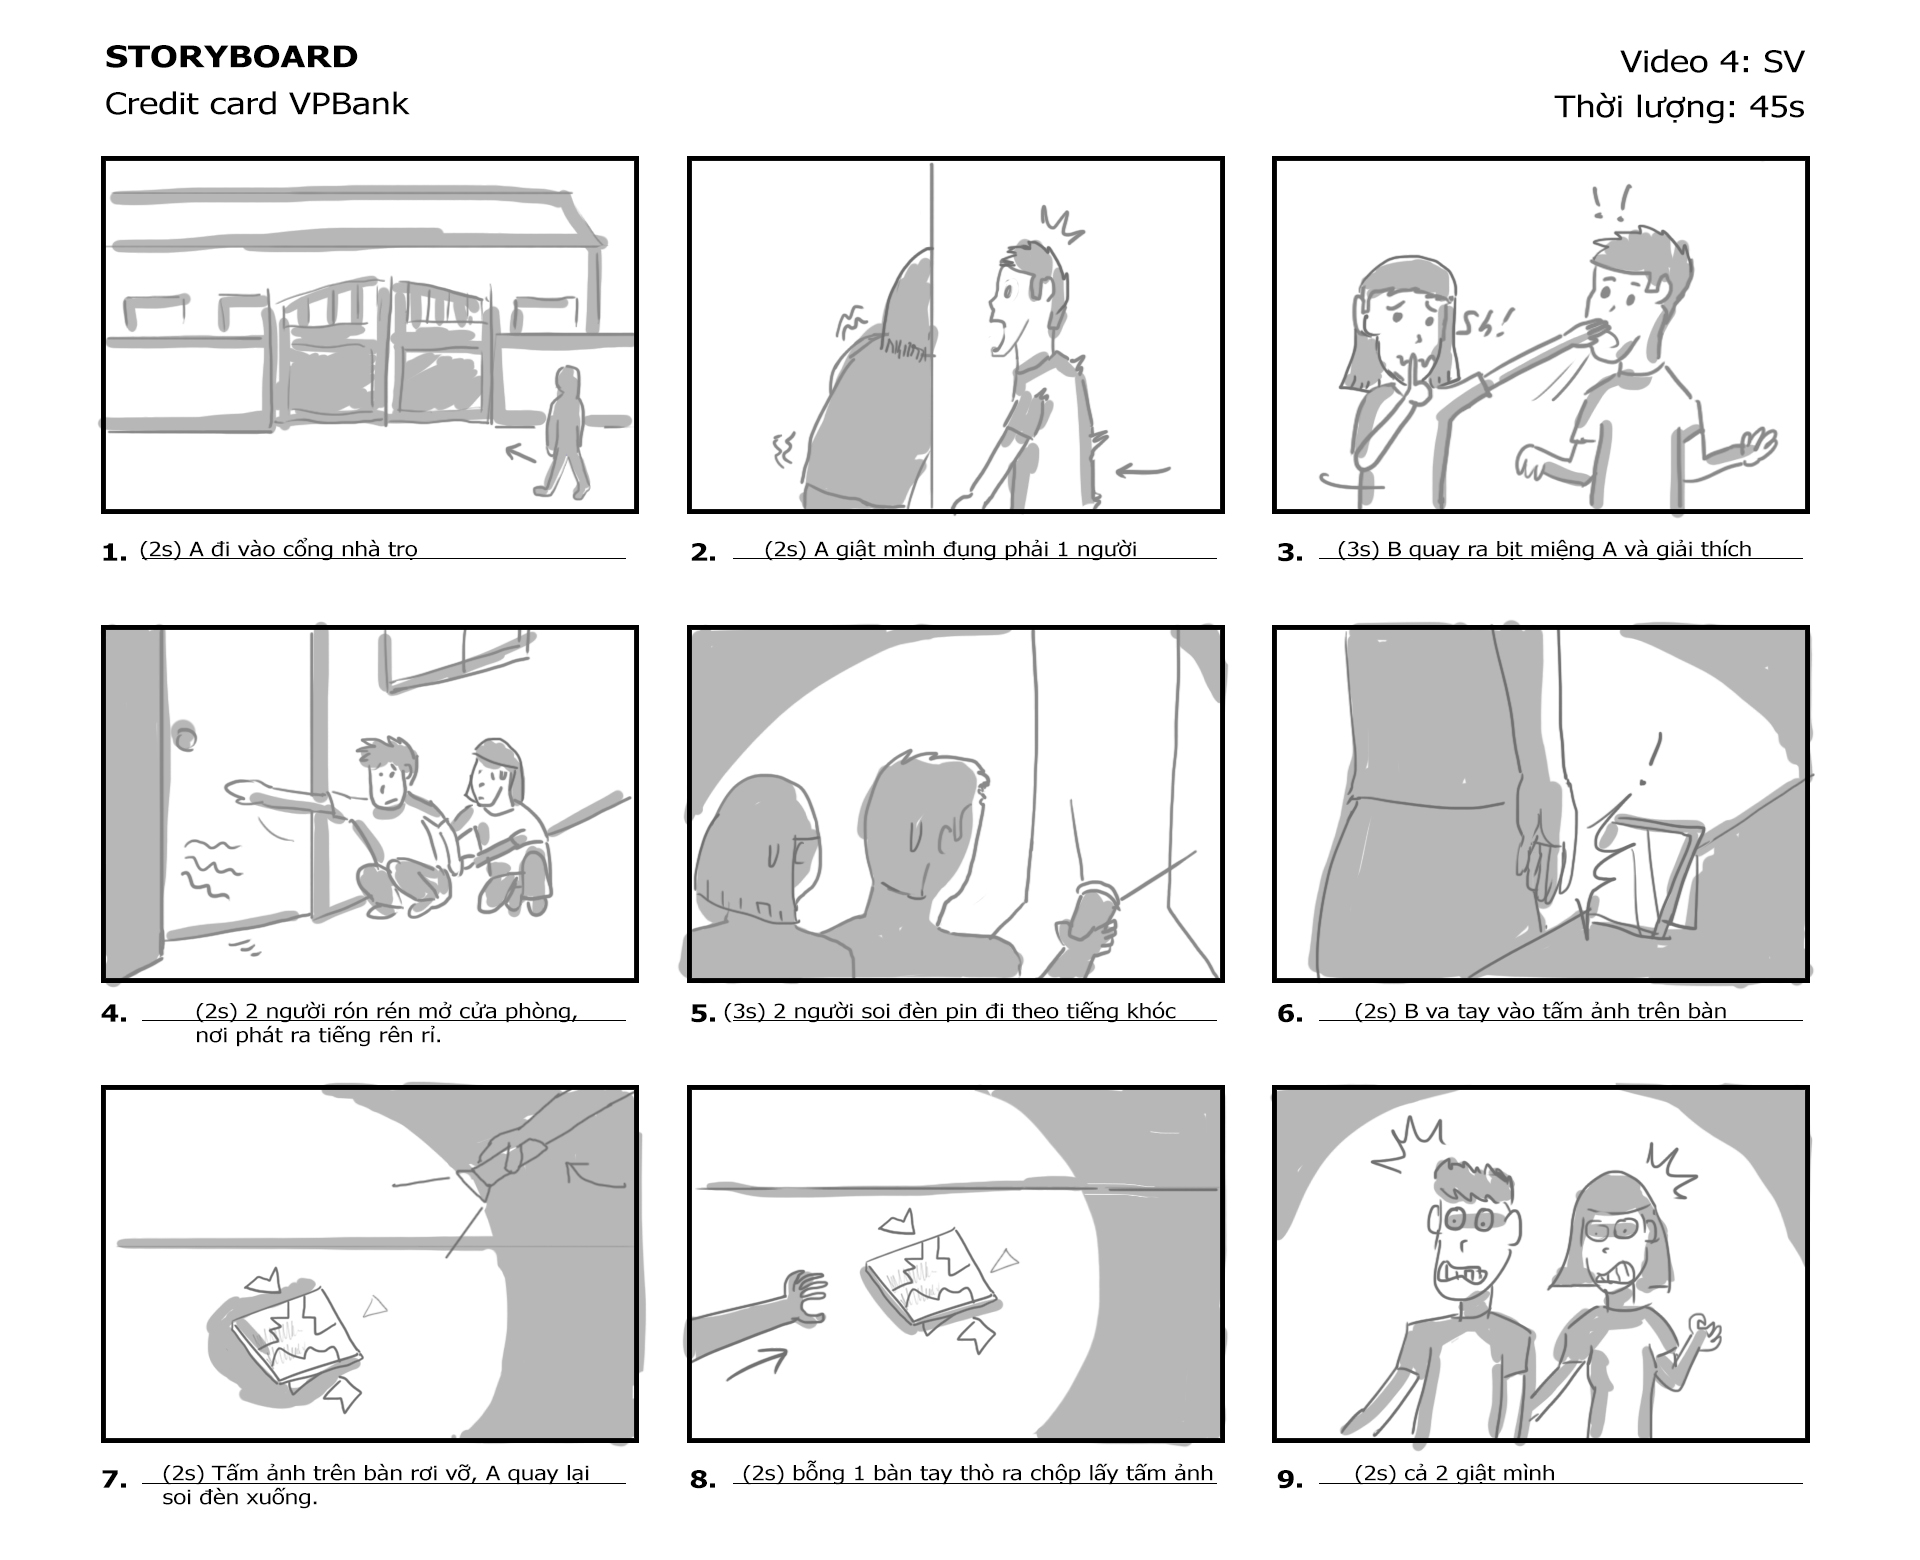 STORYBOARD
Credit card VPBank
Video 4: SV
Thời lượng: 45s
Sh!
1. (2s) A đi vào cổng nhà trọ
2. (2s) A giật mình đụng phải 1 người
3. (3s) B quay ra bịt miệng A và giải thích
4. (2s) 2 người rón rén mở cửa phòng,
nơi phát ra tiếng rên rỉ.
5. (3s) 2 người soi đèn pin đi theo tiếng khóc
6. (2s) B va tay vào tấm ảnh trên bàn
7. (2s) Tấm ảnh trên bàn rơi vỡ, A quay lại
soi đèn xuống.
8. (2s) bỗng 1 bàn tay thò ra chộp lấy tấm ảnh
9. (2s) cả 2 giật mình